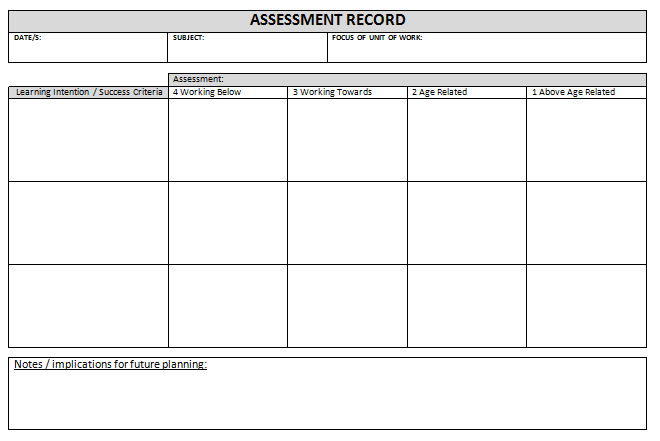 ASSESSMENT RECORD
DATE/S: SUBJECT: FOCUS OF UNIT OF WORK:
Assessment:
Learning Intention / Success Criteria 4 Working Below 3 Working Towards 2 Age Related 1 Above Age Related
Notes / implications for future planning: